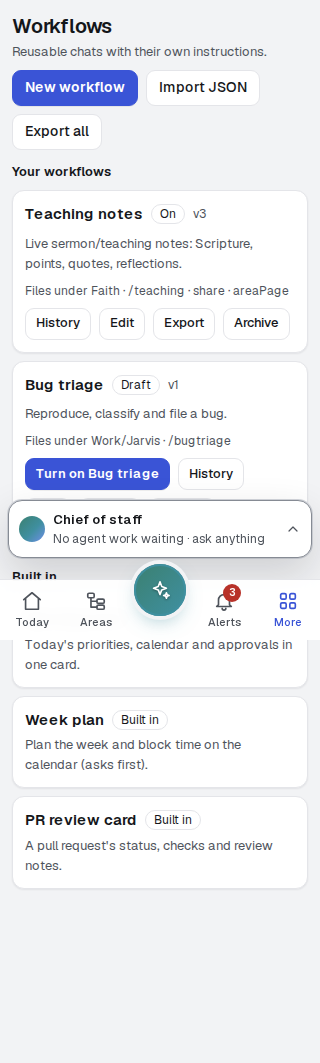 Workflows
Reusable chats with their own instructions.
New workflow
Import JSON
Export all
Your workflows
Teaching notes On v3
Live sermon/teaching notes: Scripture,
points, quotes, reflections.
Files under Faith · /teaching · share · areaPage
History Edit Export Archive
Bug triage Draft v1
Reproduce, classify and file a bug.
Files under Work/Jarvis · /bugtriage
Turn on Bug triage History
Chief of staff
No agent work waiting · ask anything
Built in
3
Today Areas Alerts More
Today's priorities, calendar and approvals in
one card.
Week plan Built in
Plan the week and block time on the
calendar (asks first).
PR review card Built in
A pull request's status, checks and review
notes.